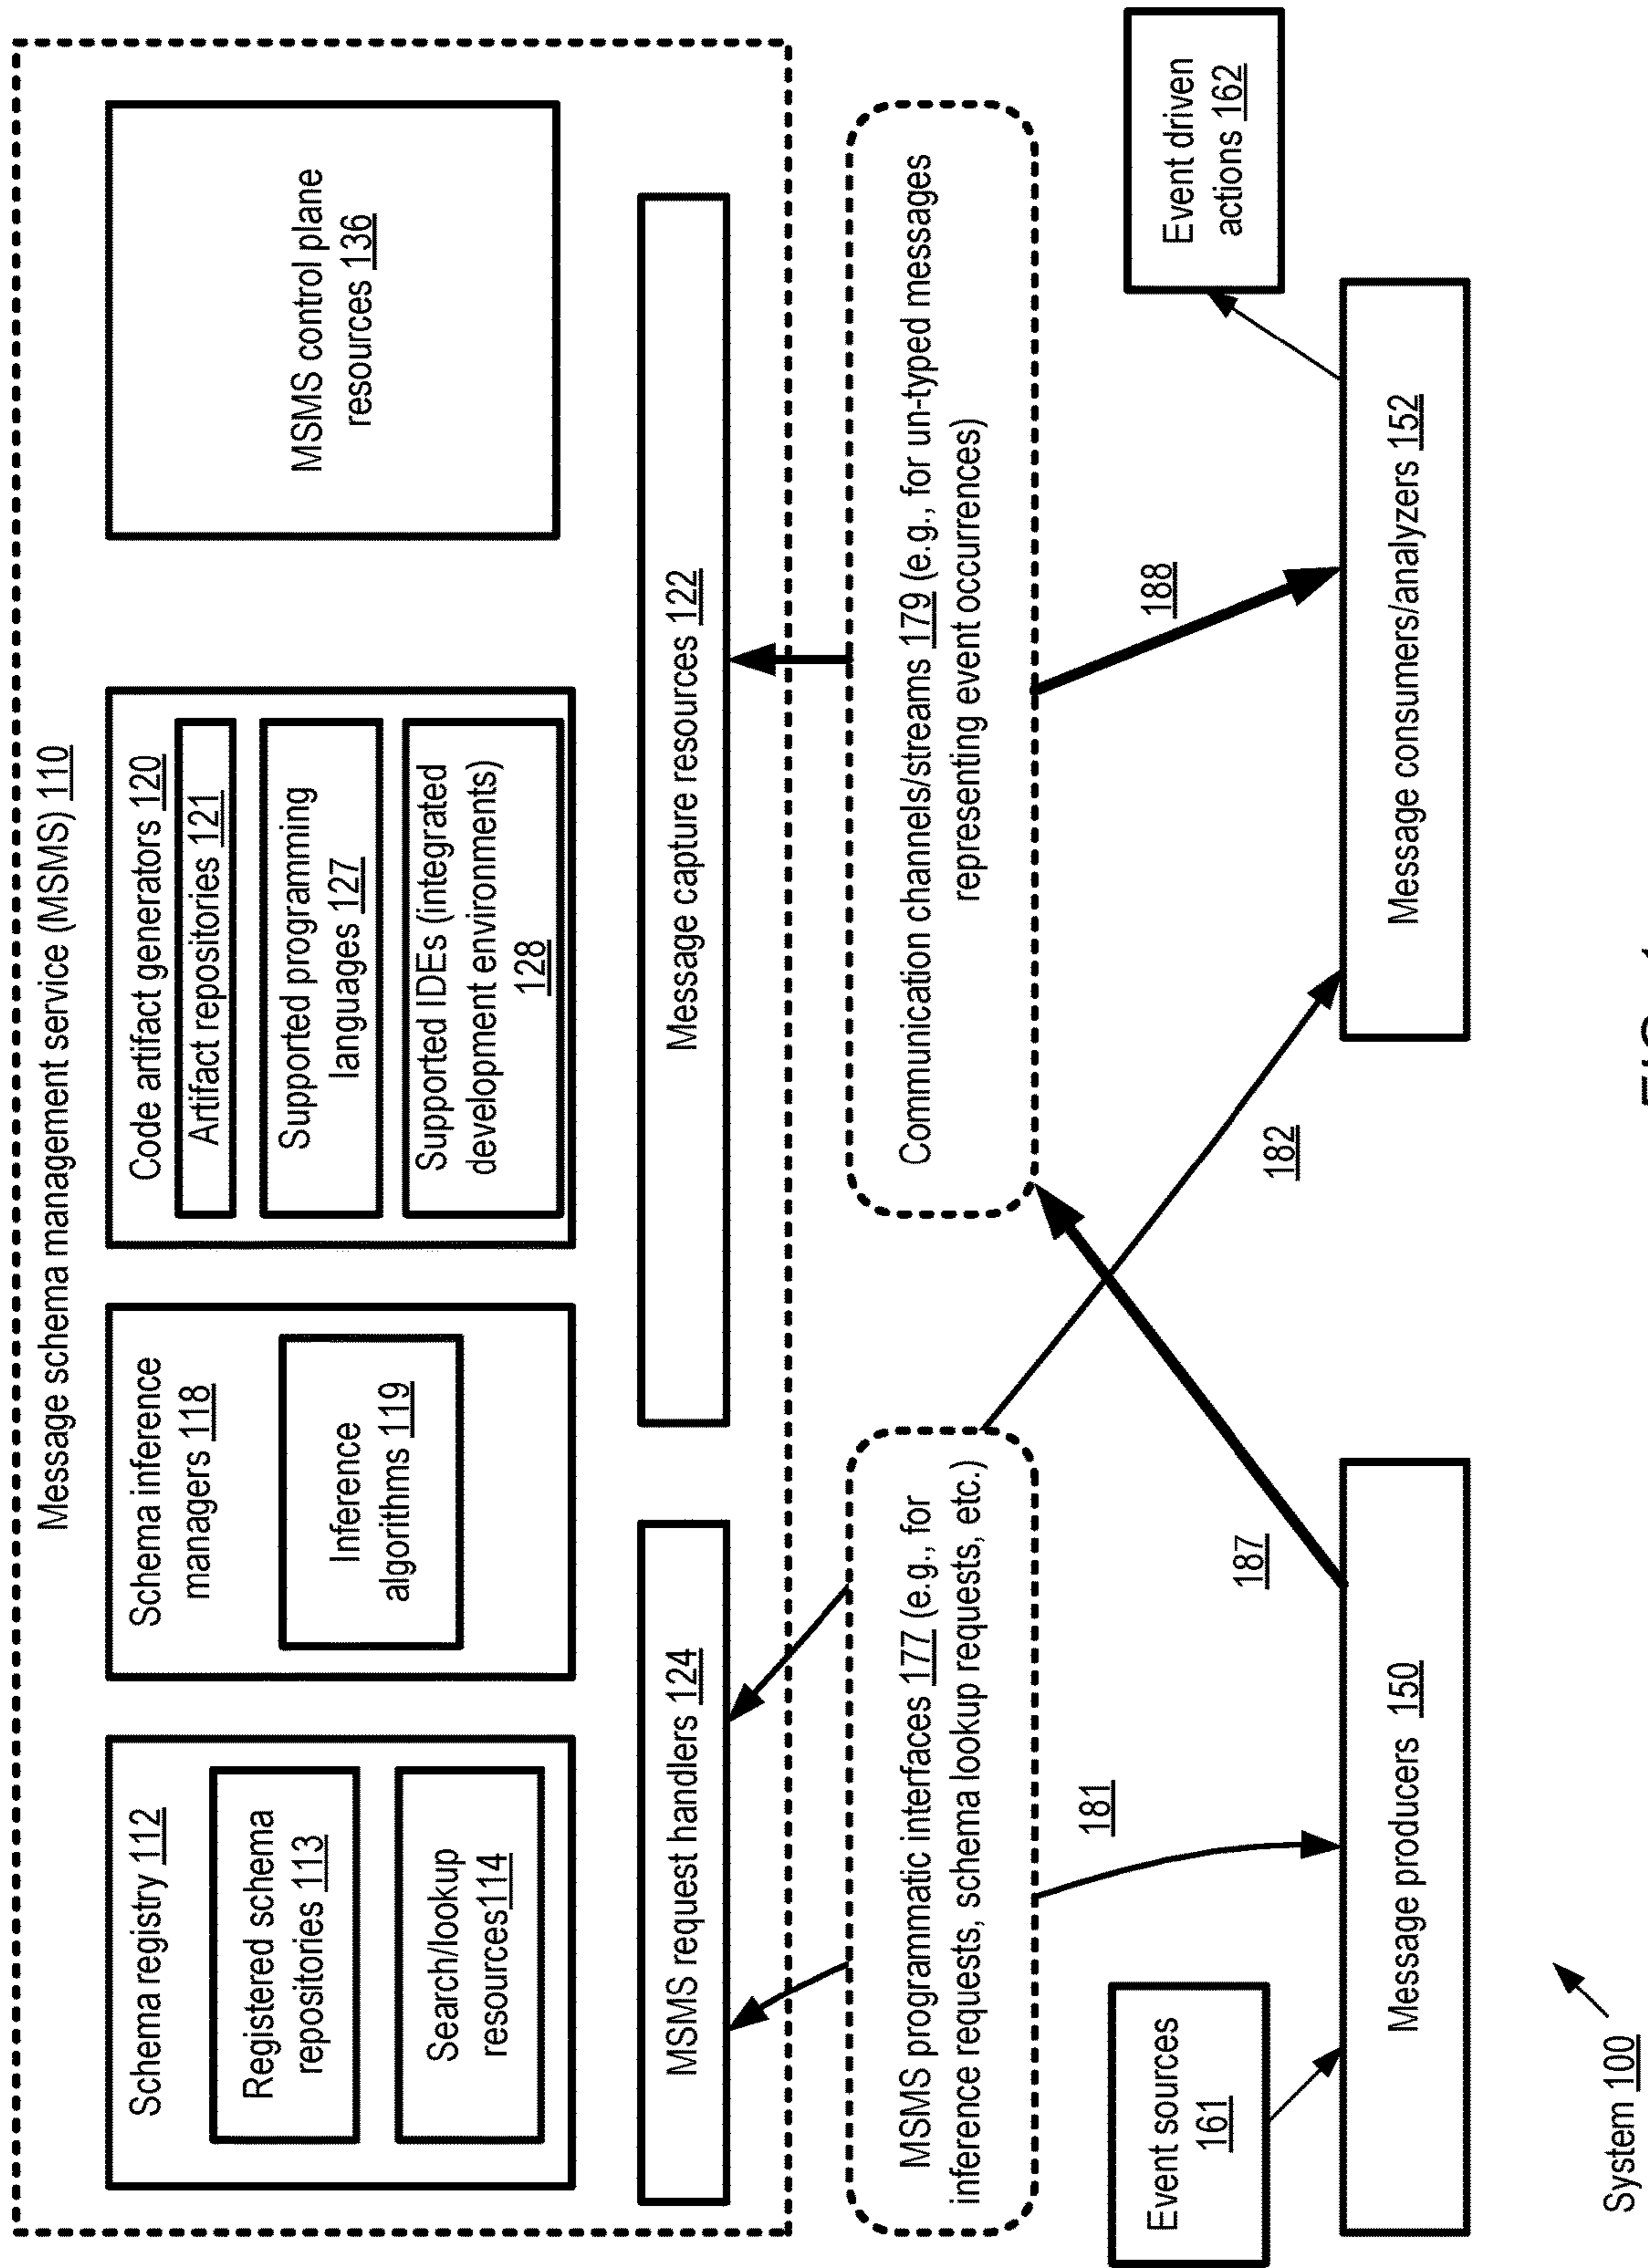 Message schema management service (MSMS) 110
Schema registry 112
Registered schema
repositories 113
Search/lookup
resources114
Schema inference
managers 118
Inference
algorithms 119
Code artifact generators 120
Artifact repositories 121
Supported programming
languages 127
Supported IDEs (integrated
development environments)
128
MSMS control plane
resources 136
MSMS request handlers 124
Message capture resources 122
MSMS programmatic interfaces 177 (e.g., for
inference requests, schema lookup requests, etc.)
Communication channels/streams 179 (e.g., for un-typed messages
representing event occurrences)
181
187
182
188
Event sources
161
Event driven
actions 162
Message producers 150
Message consumers/analyzers 152
System 100